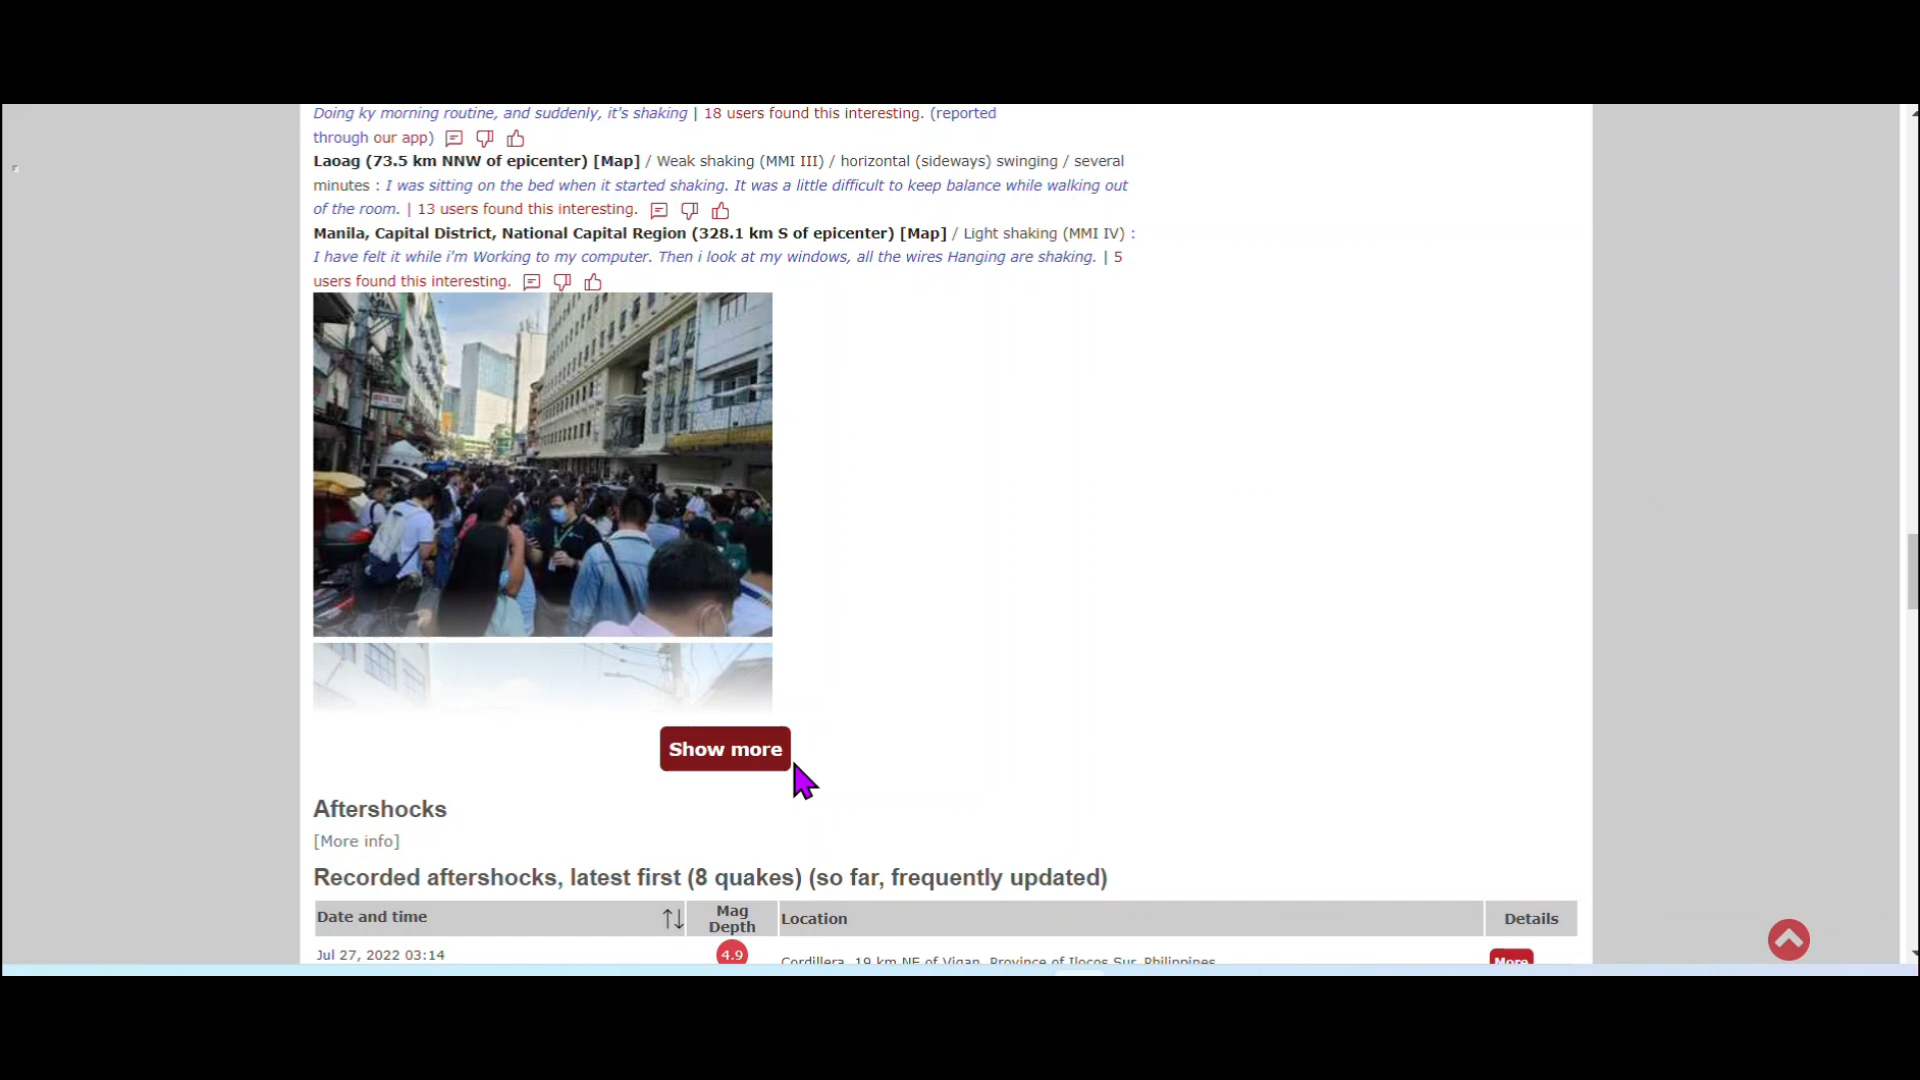 Doing ky morning routine, and suddenly, it's shaking | 18 users found this interesting. (reported
through our app)
Laoag (73.5 km NNW of epicenter) [Map] / Weak shaking (MMI III) / horizontal (sideways) swinging / several
minutes : I was sitting on the bed when it started shaking. It was a little difficult to keep balance while walking out
of the room. | 13 users found this interesting.
Manila, Capital District, National Capital Region (328.1 km S of epicenter) [Map] / Light shaking (MMI IV) :
I have felt it while i'm Working to my computer. Then i look at my windows, all the wires Hanging are shaking. | 5
users found this interesting.
Show more
Aftershocks
[More info]
Recorded aftershocks, latest first (8 quakes) (so far, frequently updated)
Date and time ↑↓ Mag Depth Location Details
Jul 27, 2022 03:14 4.9 Cordillera, 19 km NE of Vigan, Province of Ilocos Sur, Philippines More